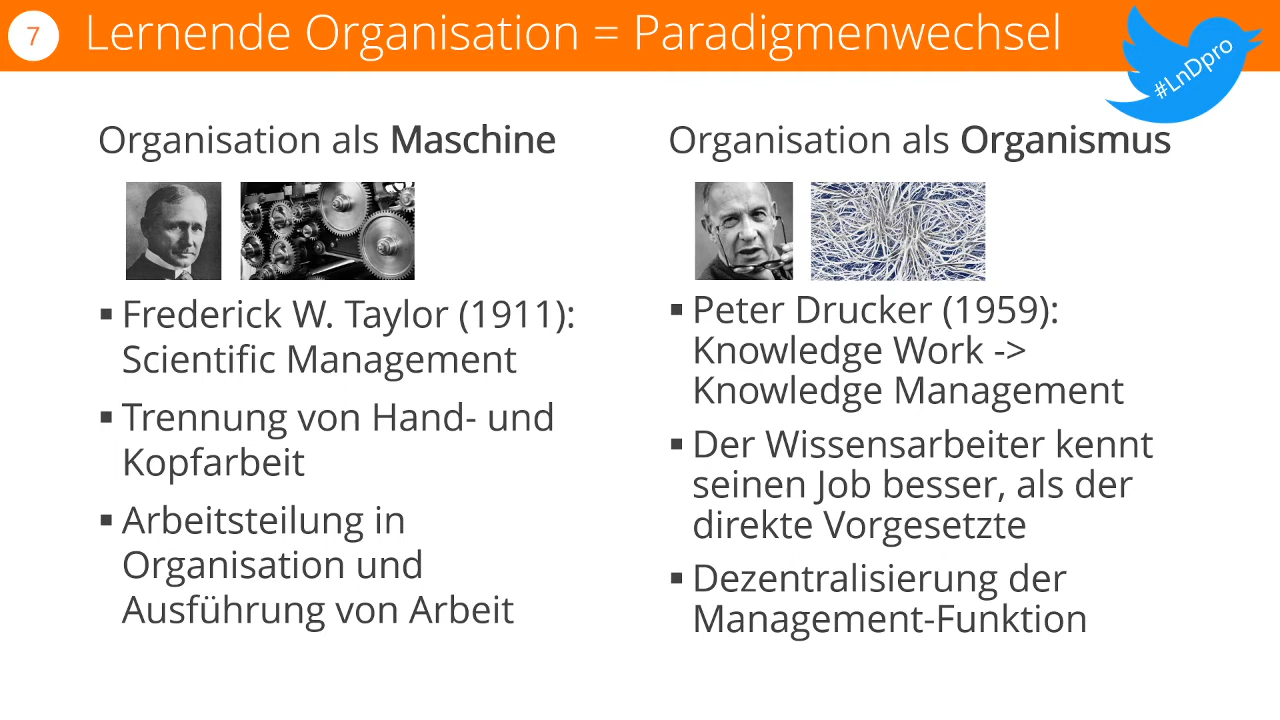 7
Lernende Organisation = Paradigmenwechsel
#LnDpro
Organisation als Maschine
▪ Frederick W. Taylor (1911):
Scientific Management
▪ Trennung von Hand- und
Kopfarbeit
▪ Arbeitsteilung in
Organisation und
Ausführung von Arbeit
Organisation als Organismus
▪ Peter Drucker (1959):
Knowledge Work ->
Knowledge Management
▪ Der Wissensarbeiter kennt
seinen Job besser, als der
direkte Vorgesetzte
▪ Dezentralisierung der
Management-Funktion